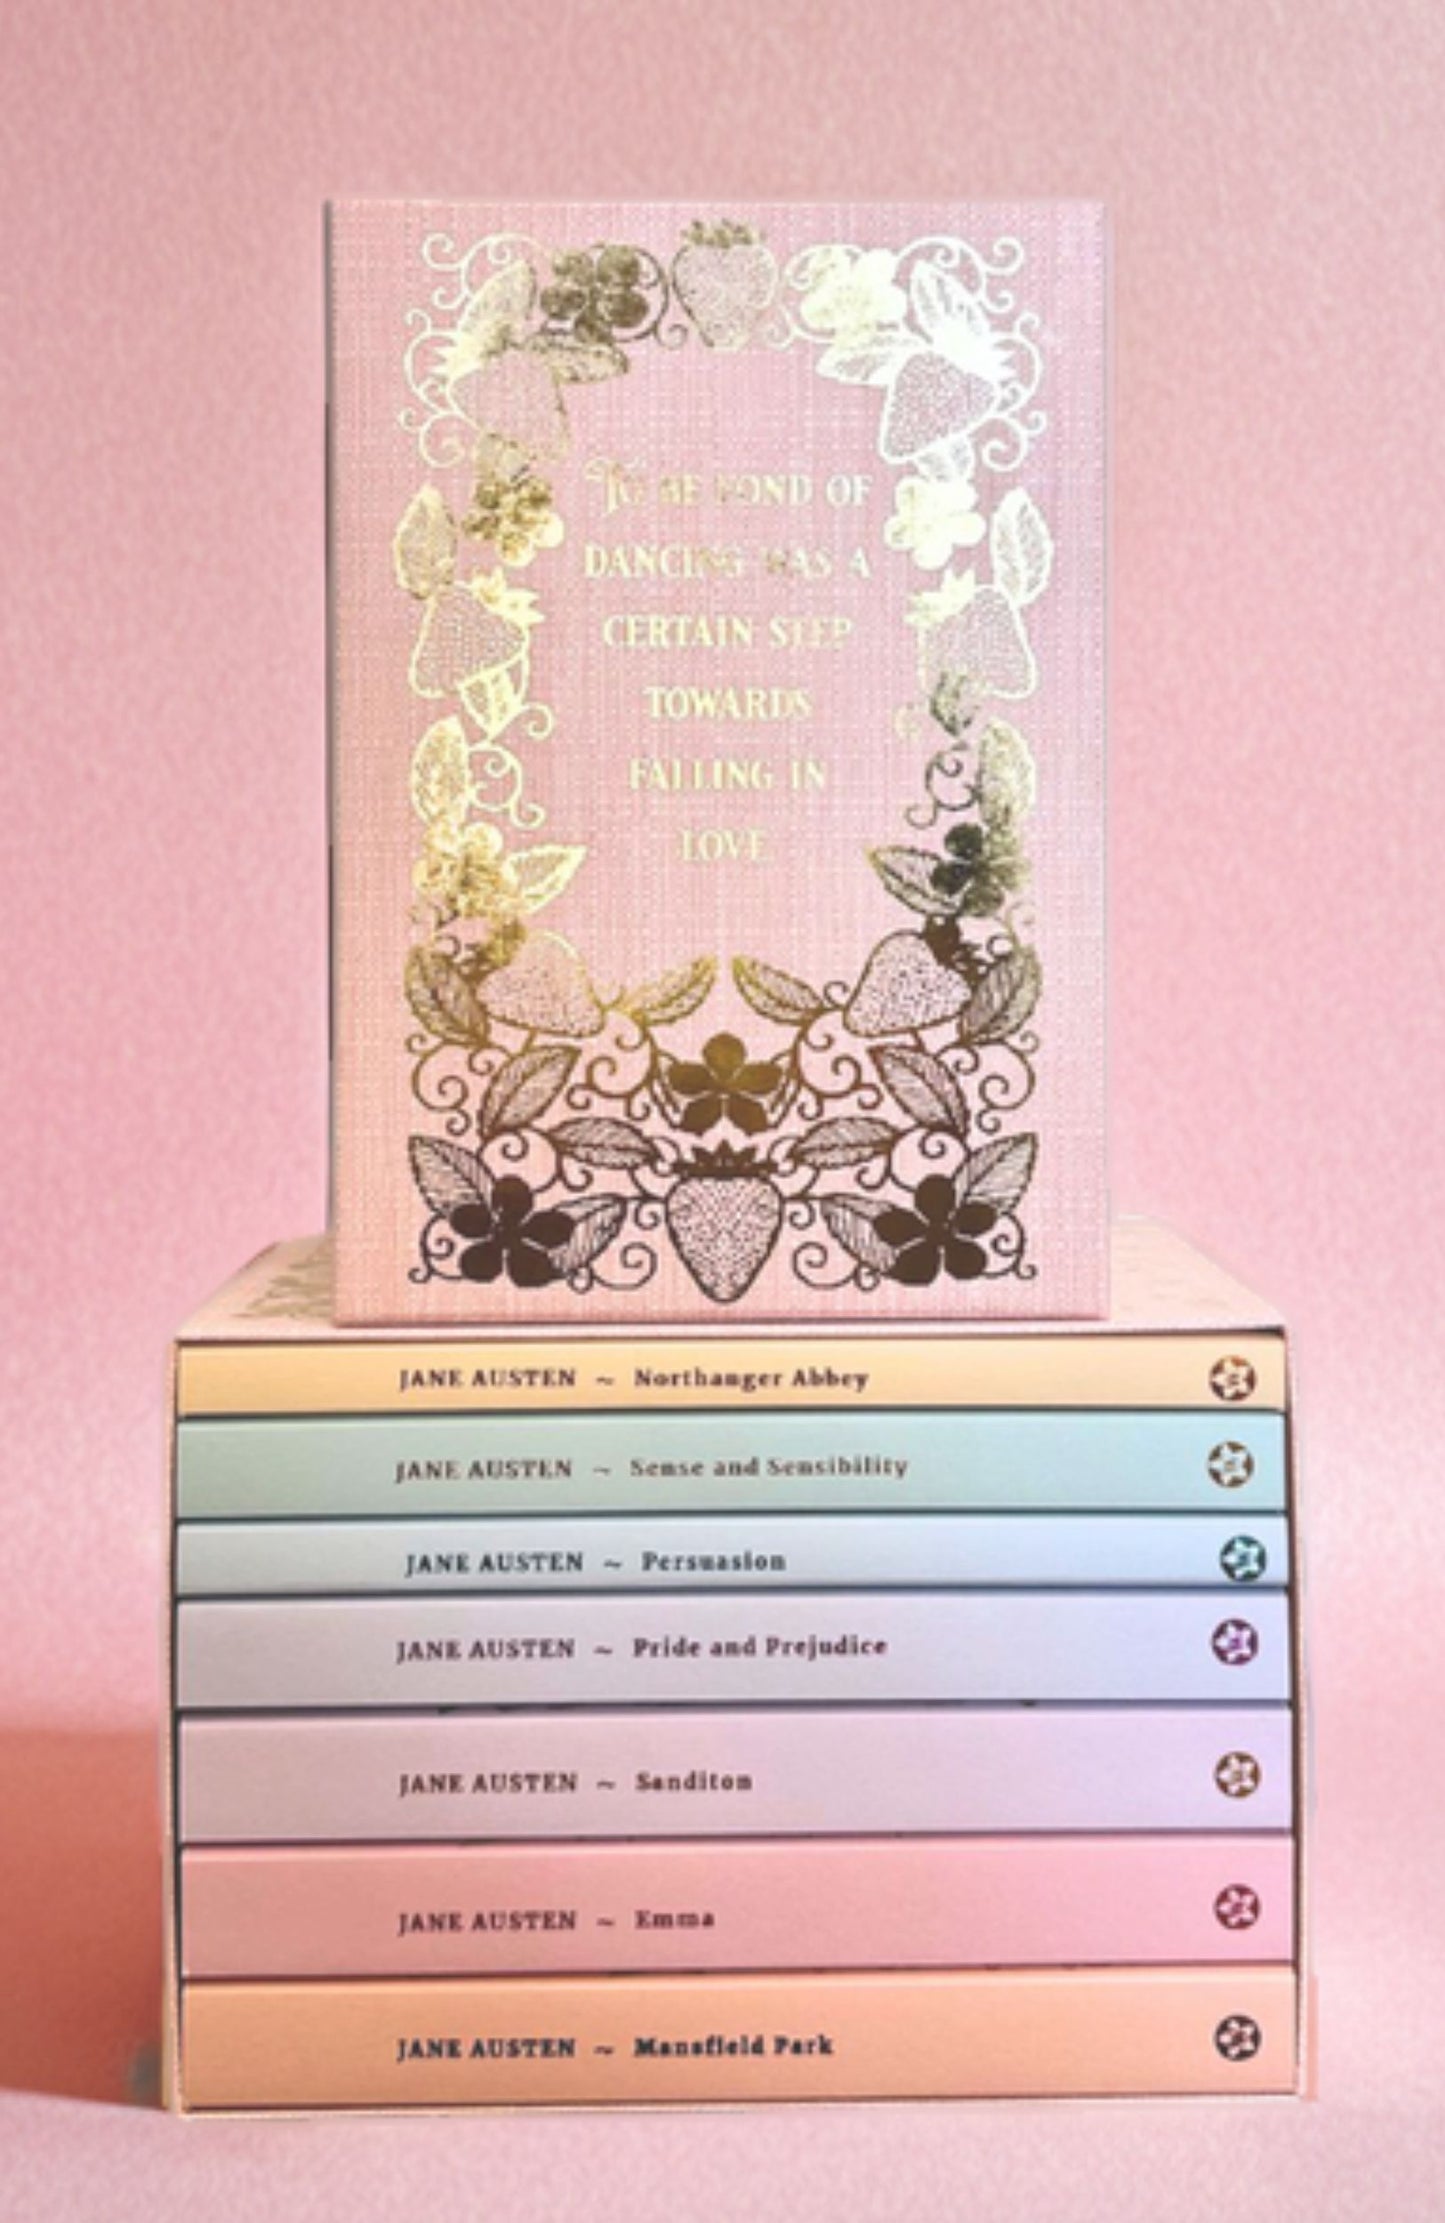 To be fond of
dancing was a
certain step
towards
falling in
love
JANE AUSTEN ~ Northanger Abbey
JANE AUSTEN ~ Sense and Sensibility
JANE AUSTEN ~ Persuasion
JANE AUSTEN ~ Pride and Prejudice
JANE AUSTEN ~ Sanditon
JANE AUSTEN ~ Emma
JANE AUSTEN ~ Mansfield Park